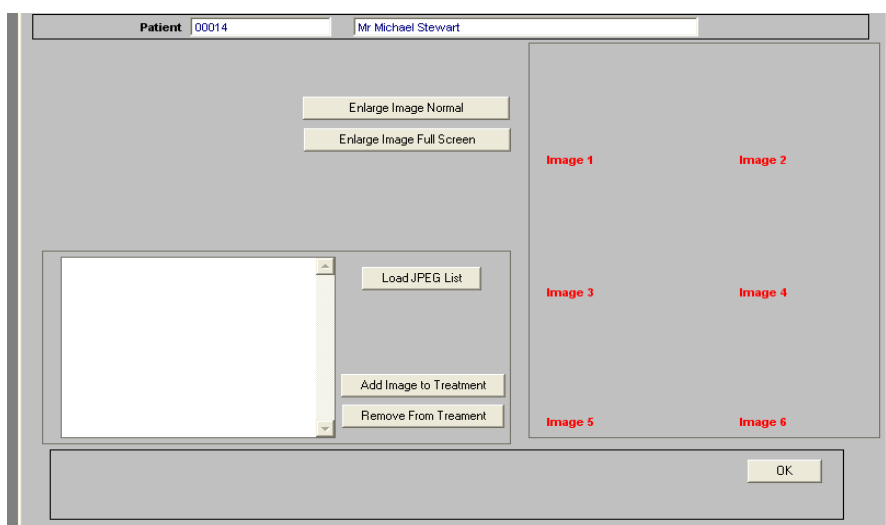 Patient 00014 Mr Michael Stewart
Enlarge Image Normal
Enlarge Image Full Screen
Image 1 Image 2
Load JPEG List
Image 3 Image 4
Add Image to Treatment
Remove From Treament
Image 5 Image 6
OK